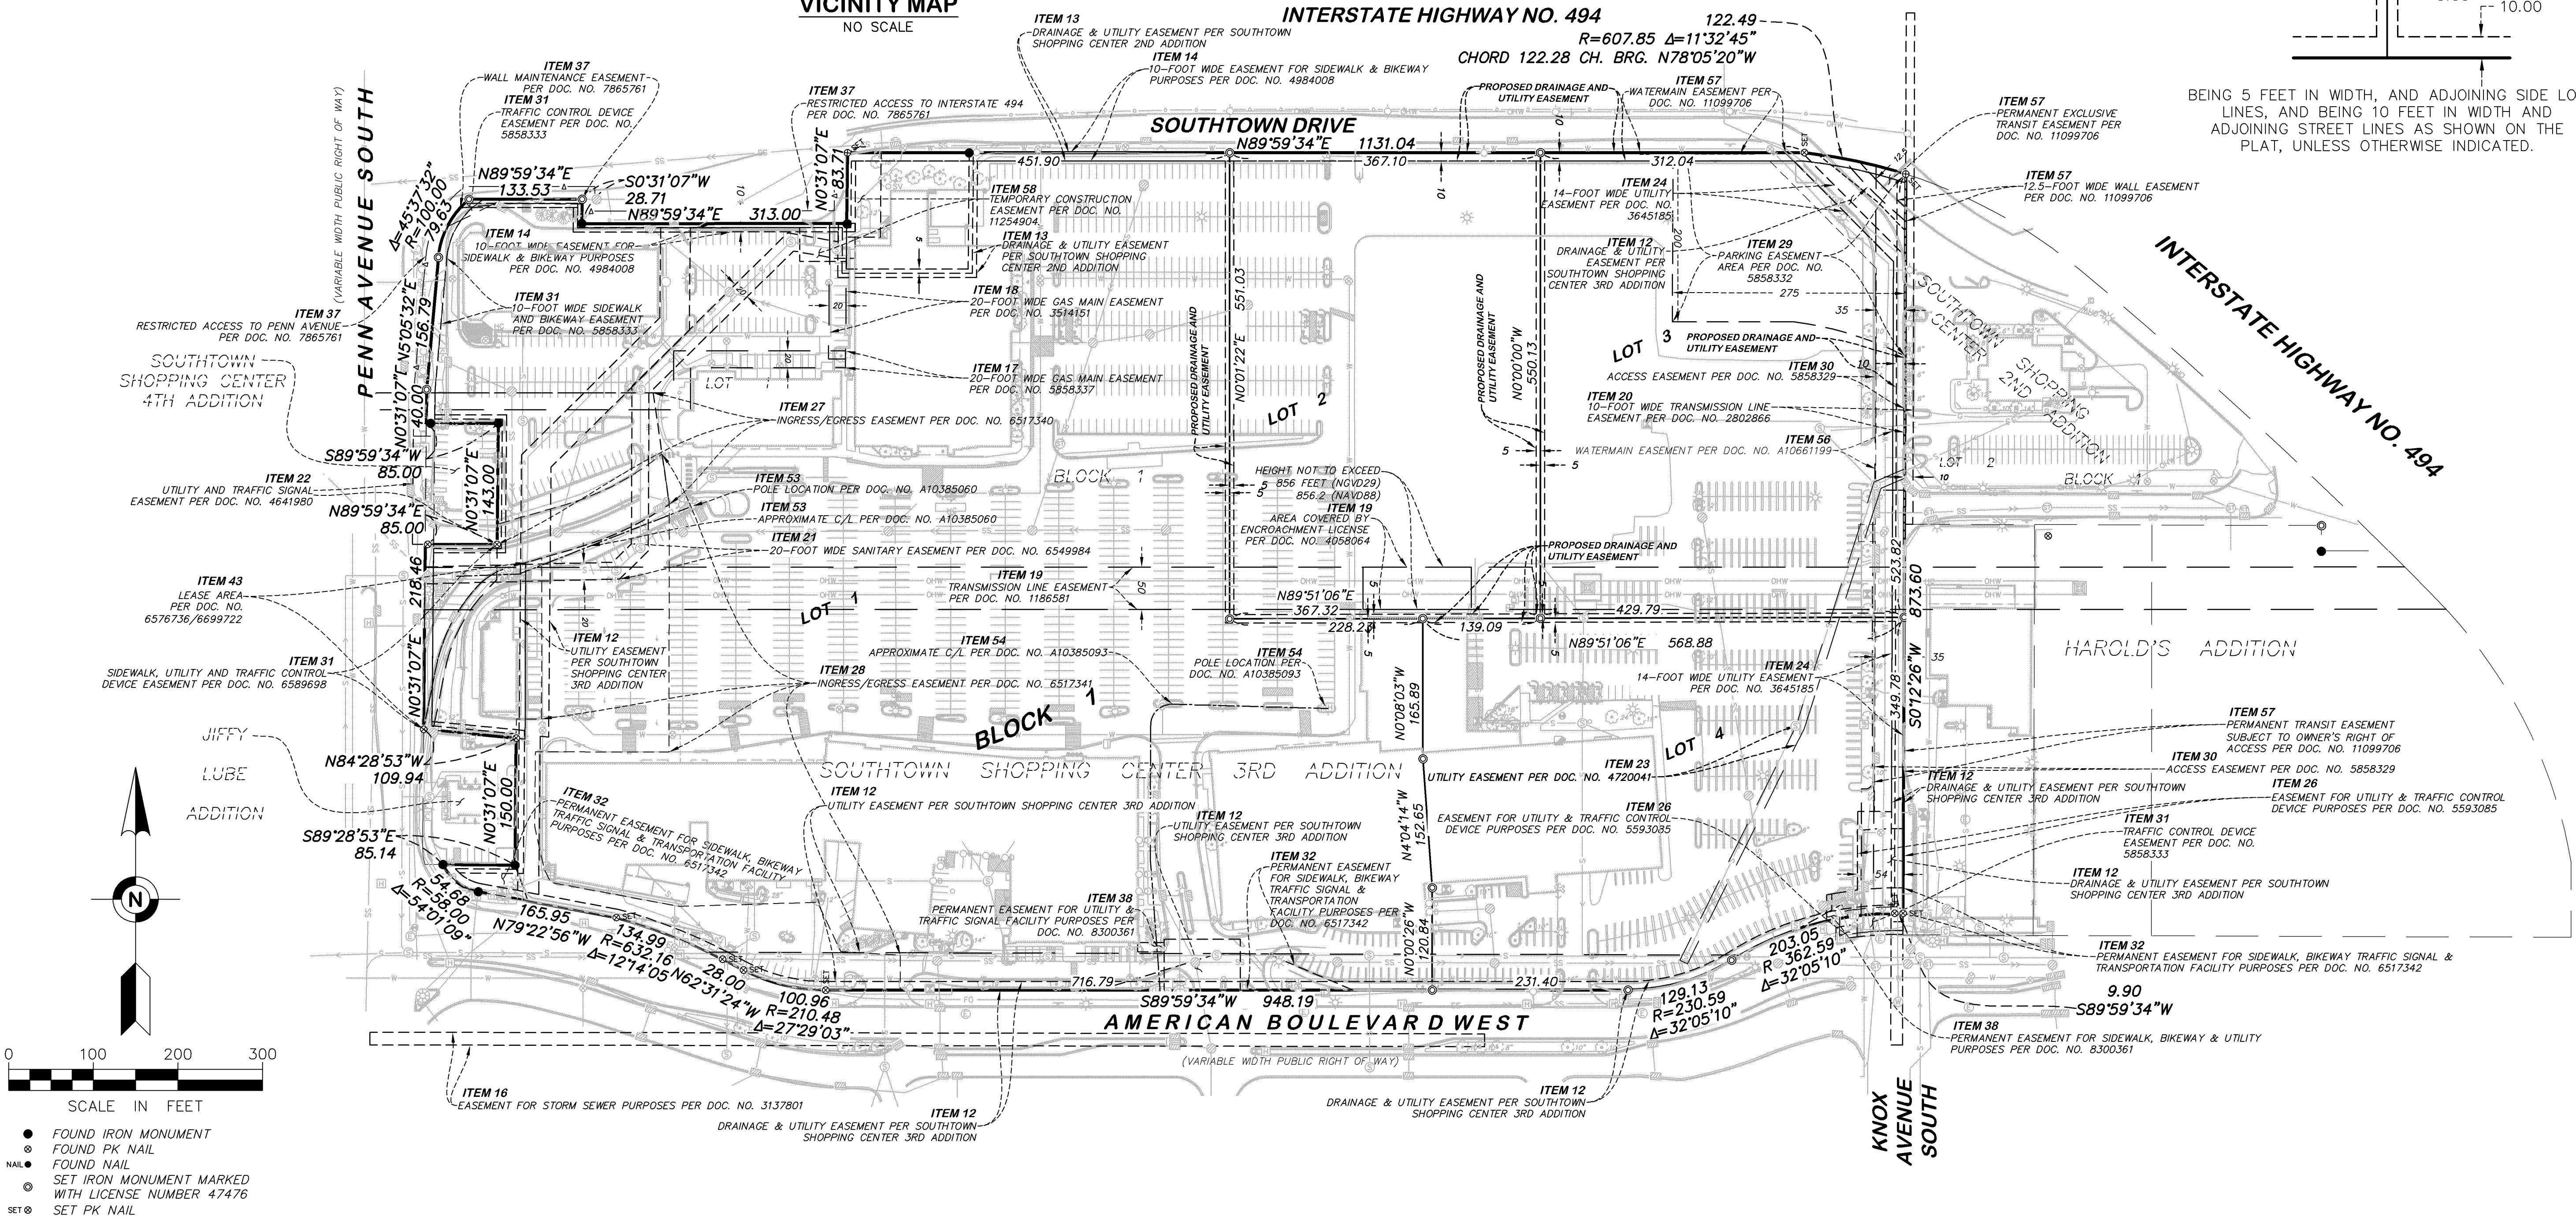 VICINITY MAP
NO SCALE
INTERSTATE HIGHWAY NO. 494
122.49
R=607.85 Δ=11°32'45"
CHORD 122.28 CH. BRG. N78°05'20"W
10.00
BEING 5 FEET IN WIDTH, AND ADJOINING SIDE LO
LINES, AND BEING 10 FEET IN WIDTH AND
ADJOINING STREET LINES AS SHOWN ON THE
PLAT, UNLESS OTHERWISE INDICATED.
ITEM 13
DRAINAGE & UTILITY EASEMENT PER SOUTHTOWN
SHOPPING CENTER 2ND ADDITION
ITEM 14
10-FOOT WIDE EASEMENT FOR SIDEWALK & BIKEWAY
PURPOSES PER DOC. NO. 4984008
ITEM 37
WALL MAINTENANCE EASEMENT
PER DOC. NO. 7865761
ITEM 31
TRAFFIC CONTROL DEVICE
EASEMENT PER DOC. NO.
5858333
ITEM 37
RESTRICTED ACCESS TO INTERSTATE 494
PER DOC. NO. 7865761
PROPOSED DRAINAGE AND
UTILITY EASEMENT
ITEM 57
WATERMAIN EASEMENT PER
DOC. NO. 11099706
ITEM 57
PERMANENT EXCLUSIVE
TRANSIT EASEMENT PER
DOC. NO. 11099706
ITEM 57
12.5-FOOT WIDE WALL EASEMENT
PER DOC. NO. 11099706
12.5
PENN AVENUE SOUTH
(VARIABLE WIDTH PUBLIC RIGHT OF WAY)
SOUTHTOWN DRIVE
N89°59'34"E 1131.04
451.90
367.10
312.04
10
10
N89°59'34"E
133.53
S0°31'07"W
28.71
N89°59'34"E 313.00
N0°31'07"E
83.71
Δ=45°37'32"
R=100.00
79.63
N5°05'32"E
156.79
N0°31'07"E
40.00
ITEM 14
10-FOOT WIDE EASEMENT FOR
SIDEWALK & BIKEWAY PURPOSES
PER DOC. NO. 4984008
ITEM 31
10-FOOT WIDE SIDEWALK
AND BIKEWAY EASEMENT
PER DOC. NO. 5858333
ITEM 37
RESTRICTED ACCESS TO PENN AVENUE
PER DOC. NO. 7865761
SOUTHTOWN
SHOPPING CENTER
4TH ADDITION
ITEM 58
TEMPORARY CONSTRUCTION
EASEMENT PER DOC. NO.
11254904
ITEM 13
DRAINAGE & UTILITY EASEMENT
PER SOUTHTOWN SHOPPING
CENTER 2ND ADDITION
ITEM 18
20-FOOT WIDE GAS MAIN EASEMENT
PER DOC. NO. 3514151
ITEM 17
20-FOOT WIDE GAS MAIN EASEMENT
PER DOC. NO. 5858337
ITEM 27
INGRESS/EGRESS EASEMENT PER DOC. NO. 6517340
LOT 1
20
20
20
5
ITEM 24
14-FOOT WIDE UTILITY
EASEMENT PER DOC. NO.
3645185
ITEM 12
DRAINAGE & UTILITY
EASEMENT PER
SOUTHTOWN SHOPPING
CENTER 3RD ADDITION
ITEM 29
PARKING EASEMENT
AREA PER DOC. NO.
5858332
200
275
35
LOT 3
PROPOSED DRAINAGE AND
UTILITY EASEMENT
10
ITEM 30
ACCESS EASEMENT PER DOC. NO. 5858329
ITEM 20
10-FOOT WIDE TRANSMISSION LINE
EASEMENT PER DOC. NO. 2802866
ITEM 56
WATERMAIN EASEMENT PER DOC. NO. A10661199
SOUTHTOWN SHOPPING
CENTER 2ND ADDITION
LOT 2
BLOCK 1
10
INTERSTATE HIGHWAY NO. 494
PROPOSED DRAINAGE AND
UTILITY EASEMENT
551.03
N0°01'22"E
LOT 2
PROPOSED DRAINAGE AND
UTILITY EASEMENT
N0°00'00"W
550.13
5
5
S89°59'34"W
85.00
N0°31'07"E
143.00
ITEM 22
UTILITY AND TRAFFIC SIGNAL
EASEMENT PER DOC. NO. 4641980
N89°59'34"E
85.00
218.46
N0°31'07"E
BLOCK 1
ITEM 53
POLE LOCATION PER DOC. NO. A10385060
ITEM 53
APPROXIMATE C/L PER DOC. NO. A10385060
ITEM 21
20-FOOT WIDE SANITARY EASEMENT PER DOC. NO. 6549984
ITEM 19
TRANSMISSION LINE EASEMENT
PER DOC. NO. 1186581
50
HEIGHT NOT TO EXCEED
856 FEET (NGVD29)
856.2 (NAVD88)
ITEM 19
AREA COVERED BY
ENCROACHMENT LICENSE
PER DOC. NO. 4058064
5
5
PROPOSED DRAINAGE AND
UTILITY EASEMENT
N89°51'06"E
367.32
228.23
139.09
429.79
N89°51'06"E 568.88
5
5
5
5
523.82
873.60
S0°12'26"W
349.78
35
HAROLD'S ADDITION
ITEM 43
LEASE AREA
PER DOC. NO.
6576736/6699722
ITEM 31
SIDEWALK, UTILITY AND TRAFFIC CONTROL
DEVICE EASEMENT PER DOC. NO. 6589698
LOT 1
20
ITEM 12
UTILITY EASEMENT
PER SOUTHTOWN
SHOPPING CENTER
3RD ADDITION
ITEM 28
INGRESS/EGRESS EASEMENT PER DOC. NO. 6517341
ITEM 54
APPROXIMATE C/L PER DOC. NO. A10385093
ITEM 54
POLE LOCATION PER
DOC. NO. A10385093
N0°08'03"W
165.89
ITEM 24
14-FOOT WIDE UTILITY EASEMENT
PER DOC. NO. 3645185
LOT 4
ITEM 23
UTILITY EASEMENT PER DOC. NO. 4720041
ITEM 57
PERMANENT TRANSIT EASEMENT
SUBJECT TO OWNER'S RIGHT OF
ACCESS PER DOC. NO. 11099706
ITEM 30
ACCESS EASEMENT PER DOC. NO. 5858329
ITEM 12
DRAINAGE & UTILITY EASEMENT PER SOUTHTOWN
SHOPPING CENTER 3RD ADDITION
ITEM 26
EASEMENT FOR UTILITY & TRAFFIC CONTROL
DEVICE PURPOSES PER DOC. NO. 5593085
ITEM 31
TRAFFIC CONTROL DEVICE
EASEMENT PER DOC. NO.
5858333
ITEM 12
DRAINAGE & UTILITY EASEMENT PER SOUTHTOWN
SHOPPING CENTER 3RD ADDITION
ITEM 32
PERMANENT EASEMENT FOR SIDEWALK, BIKEWAY TRAFFIC SIGNAL &
TRANSPORTATION FACILITY PURPOSES PER DOC. NO. 6517342
9.90
S89°59'34"W
ITEM 38
PERMANENT EASEMENT FOR SIDEWALK, BIKEWAY & UTILITY
PURPOSES PER DOC. NO. 8300361
JIFFY
LUBE
ADDITION
N84°28'53"W
109.94
N0°31'07"E
150.00
S89°28'53"E
85.14
54.68
R=58.00
Δ=54°01'09"
BLOCK 1
SOUTHTOWN SHOPPING CENTER 3RD ADDITION
ITEM 32
PERMANENT EASEMENT FOR SIDEWALK, BIKEWAY
TRAFFIC SIGNAL & TRANSPORTATION FACILITY
PURPOSES PER DOC. NO. 6517342
ITEM 12
UTILITY EASEMENT PER SOUTHTOWN SHOPPING CENTER 3RD ADDITION
ITEM 12
UTILITY EASEMENT PER SOUTHTOWN
SHOPPING CENTER 3RD ADDITION
ITEM 32
PERMANENT EASEMENT
FOR SIDEWALK, BIKEWAY
TRAFFIC SIGNAL &
TRANSPORTATION
FACILITY PURPOSES PER
DOC. NO. 6517342
ITEM 38
PERMANENT EASEMENT FOR UTILITY &
TRAFFIC SIGNAL FACILITY PURPOSES PER
DOC. NO. 8300361
ITEM 26
EASEMENT FOR UTILITY & TRAFFIC CONTROL
DEVICE PURPOSES PER DOC. NO. 5593085
N4°04'14"W
152.65
N0°00'26"W
120.84
54
165.95
N79°22'56"W
134.99
R=632.16
Δ=12°14'05"
28.00
N62°31'24"W
100.96
R=210.48
Δ=27°29'03"
716.79
S89°59'34"W 948.19
231.40
129.13
R=230.59
Δ=32°05'10"
203.05
R=362.59
Δ=32°05'10"
AMERICAN BOULEVARD WEST
(VARIABLE WIDTH PUBLIC RIGHT OF WAY)
KNOX
AVENUE
SOUTH
ITEM 16
EASEMENT FOR STORM SEWER PURPOSES PER DOC. NO. 3137801
ITEM 12
DRAINAGE & UTILITY EASEMENT PER SOUTHTOWN
SHOPPING CENTER 3RD ADDITION
ITEM 12
DRAINAGE & UTILITY EASEMENT PER SOUTHTOWN
SHOPPING CENTER 3RD ADDITION
N
0 100 200 300
SCALE IN FEET
FOUND IRON MONUMENT
FOUND PK NAIL
NAIL FOUND NAIL
SET IRON MONUMENT MARKED
WITH LICENSE NUMBER 47476
SET SET PK NAIL